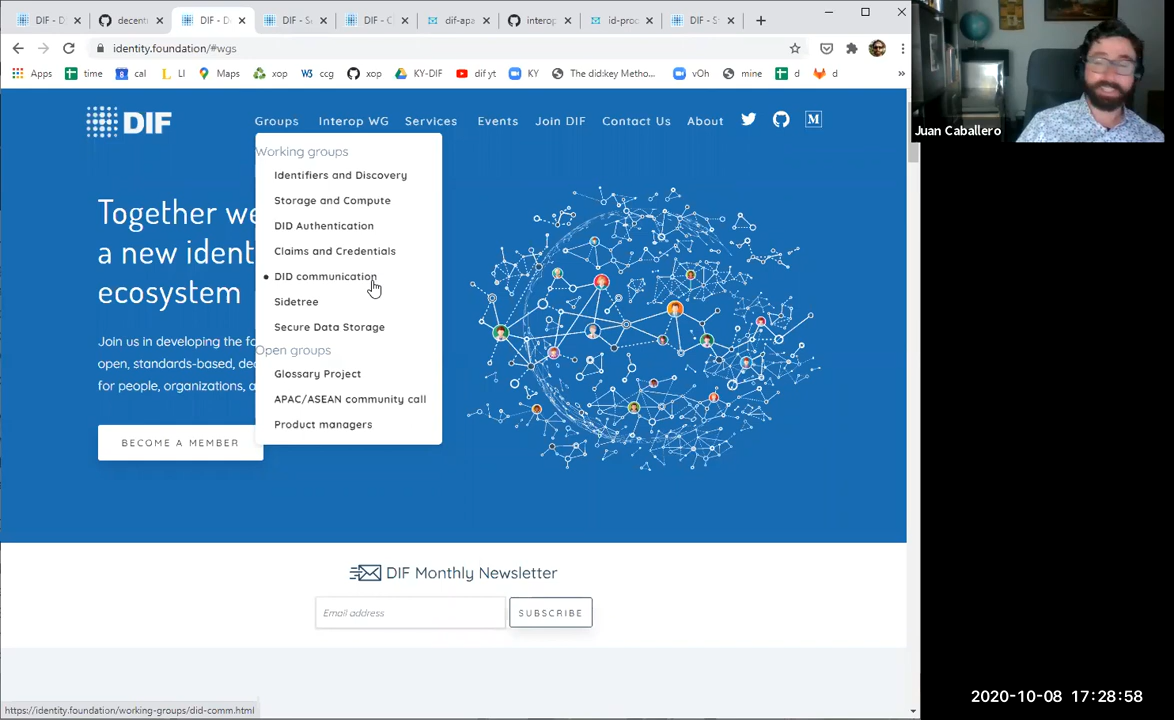 DIF - D
decentr
DIF - D
DIF - Se
DIF - C
dif-apa
interop
id-proc
DIF - S
identity.foundation/#wgs
Apps
time
cal
LI
Maps
xop
ccg
xop
KY-DIF
dif yt
KY
The did:key Metho...
vOh
mine
d
d
»
DIF
Groups
Interop WG
Services
Events
Join DIF
Contact Us
About
Juan Caballero
Working groups
Identifiers and Discovery
Storage and Compute
DID Authentication
Claims and Credentials
DID communication
Sidetree
Secure Data Storage
Open groups
Glossary Project
APAC/ASEAN community call
Product managers
Together we
a new identi
ecosystem
Join us in developing the fo
open, standards-based, dec
for people, organizations, a
BECOME A MEMBER
DIF Monthly Newsletter
Email address
SUBSCRIBE
https://identity.foundation/working-groups/did-comm.html
2020-10-08 17:28:58